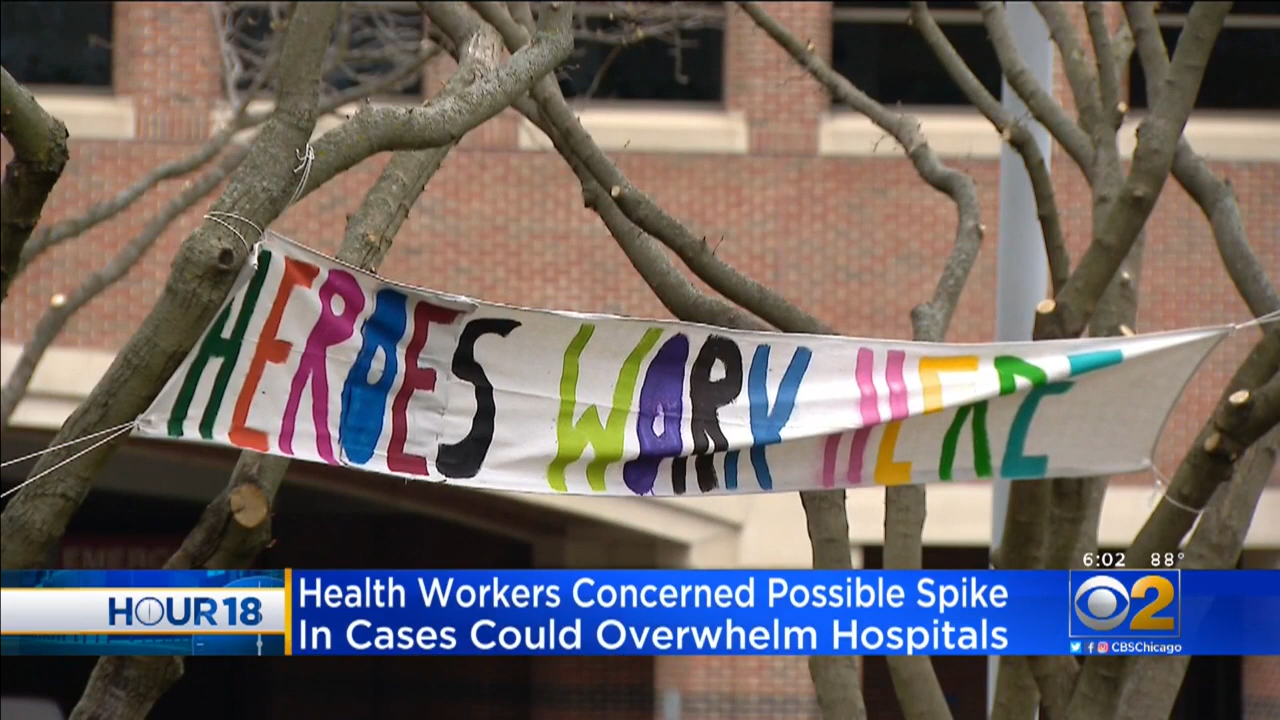 HEROES WORK HERE
6:02 88°
HOUR 18
Health Workers Concerned Possible Spike
In Cases Could Overwhelm Hospitals
2
CBSChicago